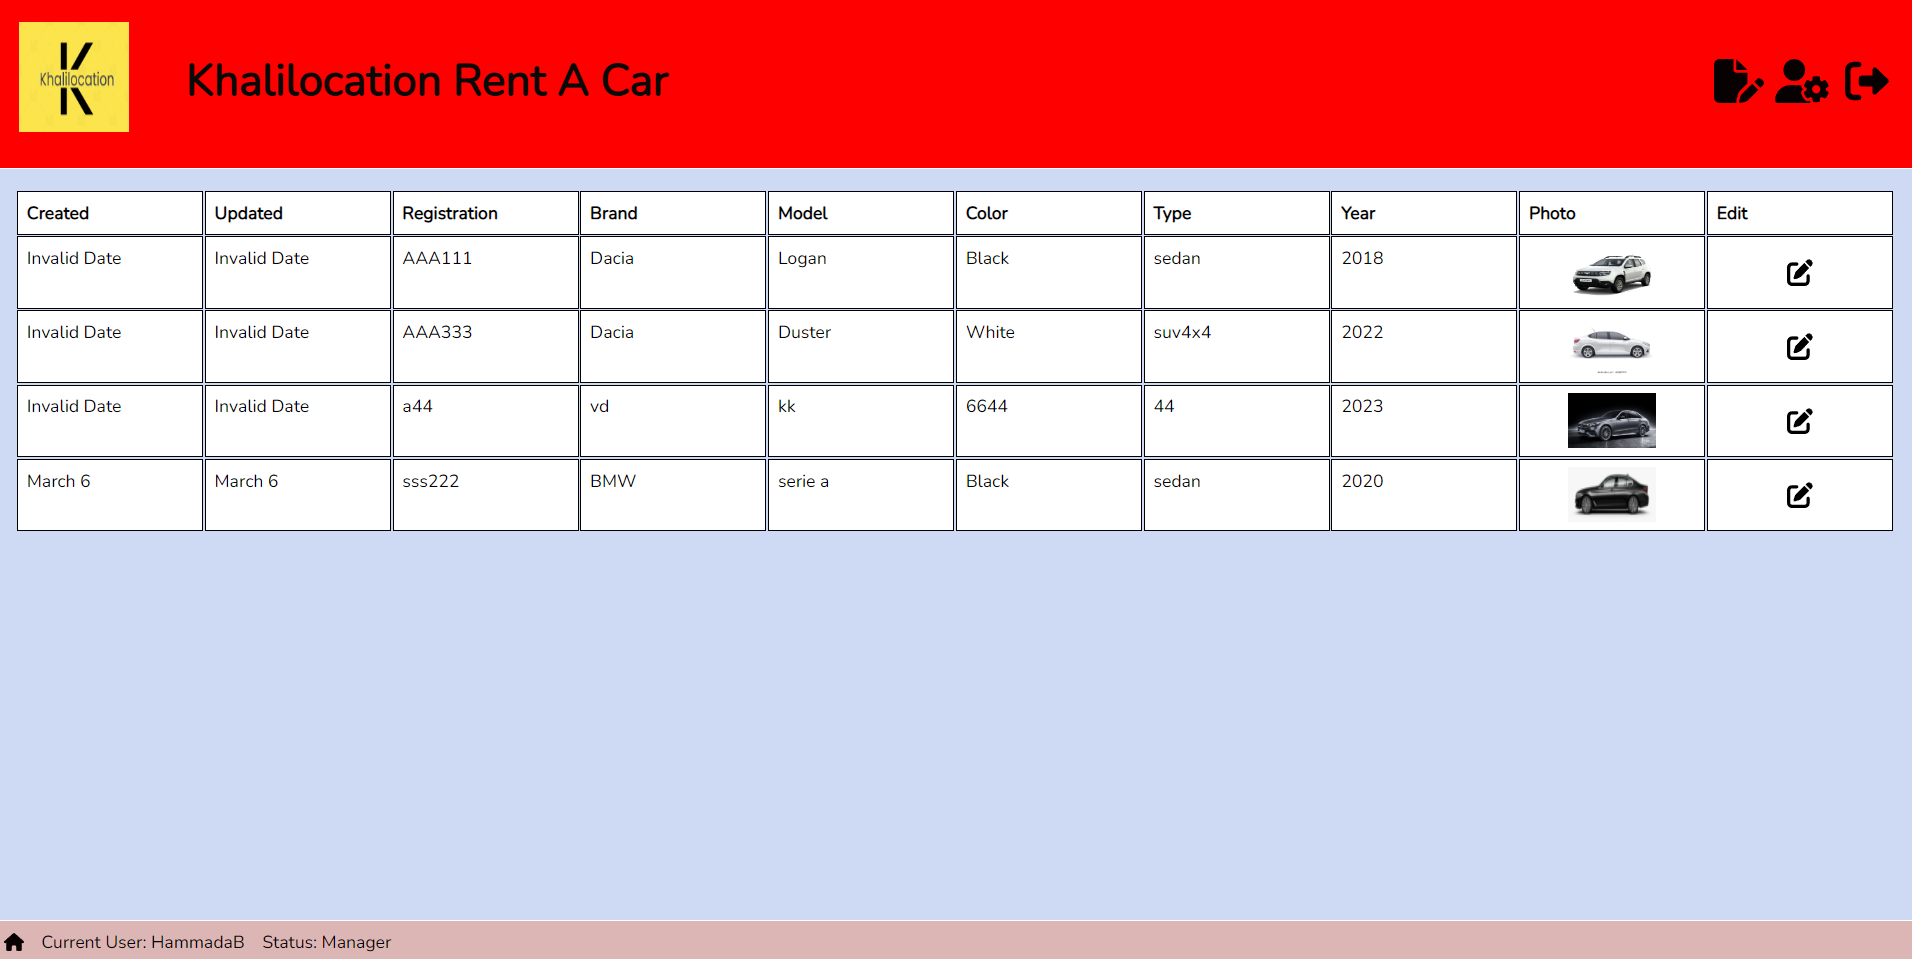 Khalilocation
Khalilocation Rent A Car
Created Updated Registration Brand Model Color Type Year Photo Edit
Invalid Date Invalid Date AAA111 Dacia Logan Black sedan 2018
Invalid Date Invalid Date AAA333 Dacia Duster White suv4x4 2022
Invalid Date Invalid Date a44 vd kk 6644 44 2023
March 6 March 6 sss222 BMW serie a Black sedan 2020
Current User: HammadaB Status: Manager